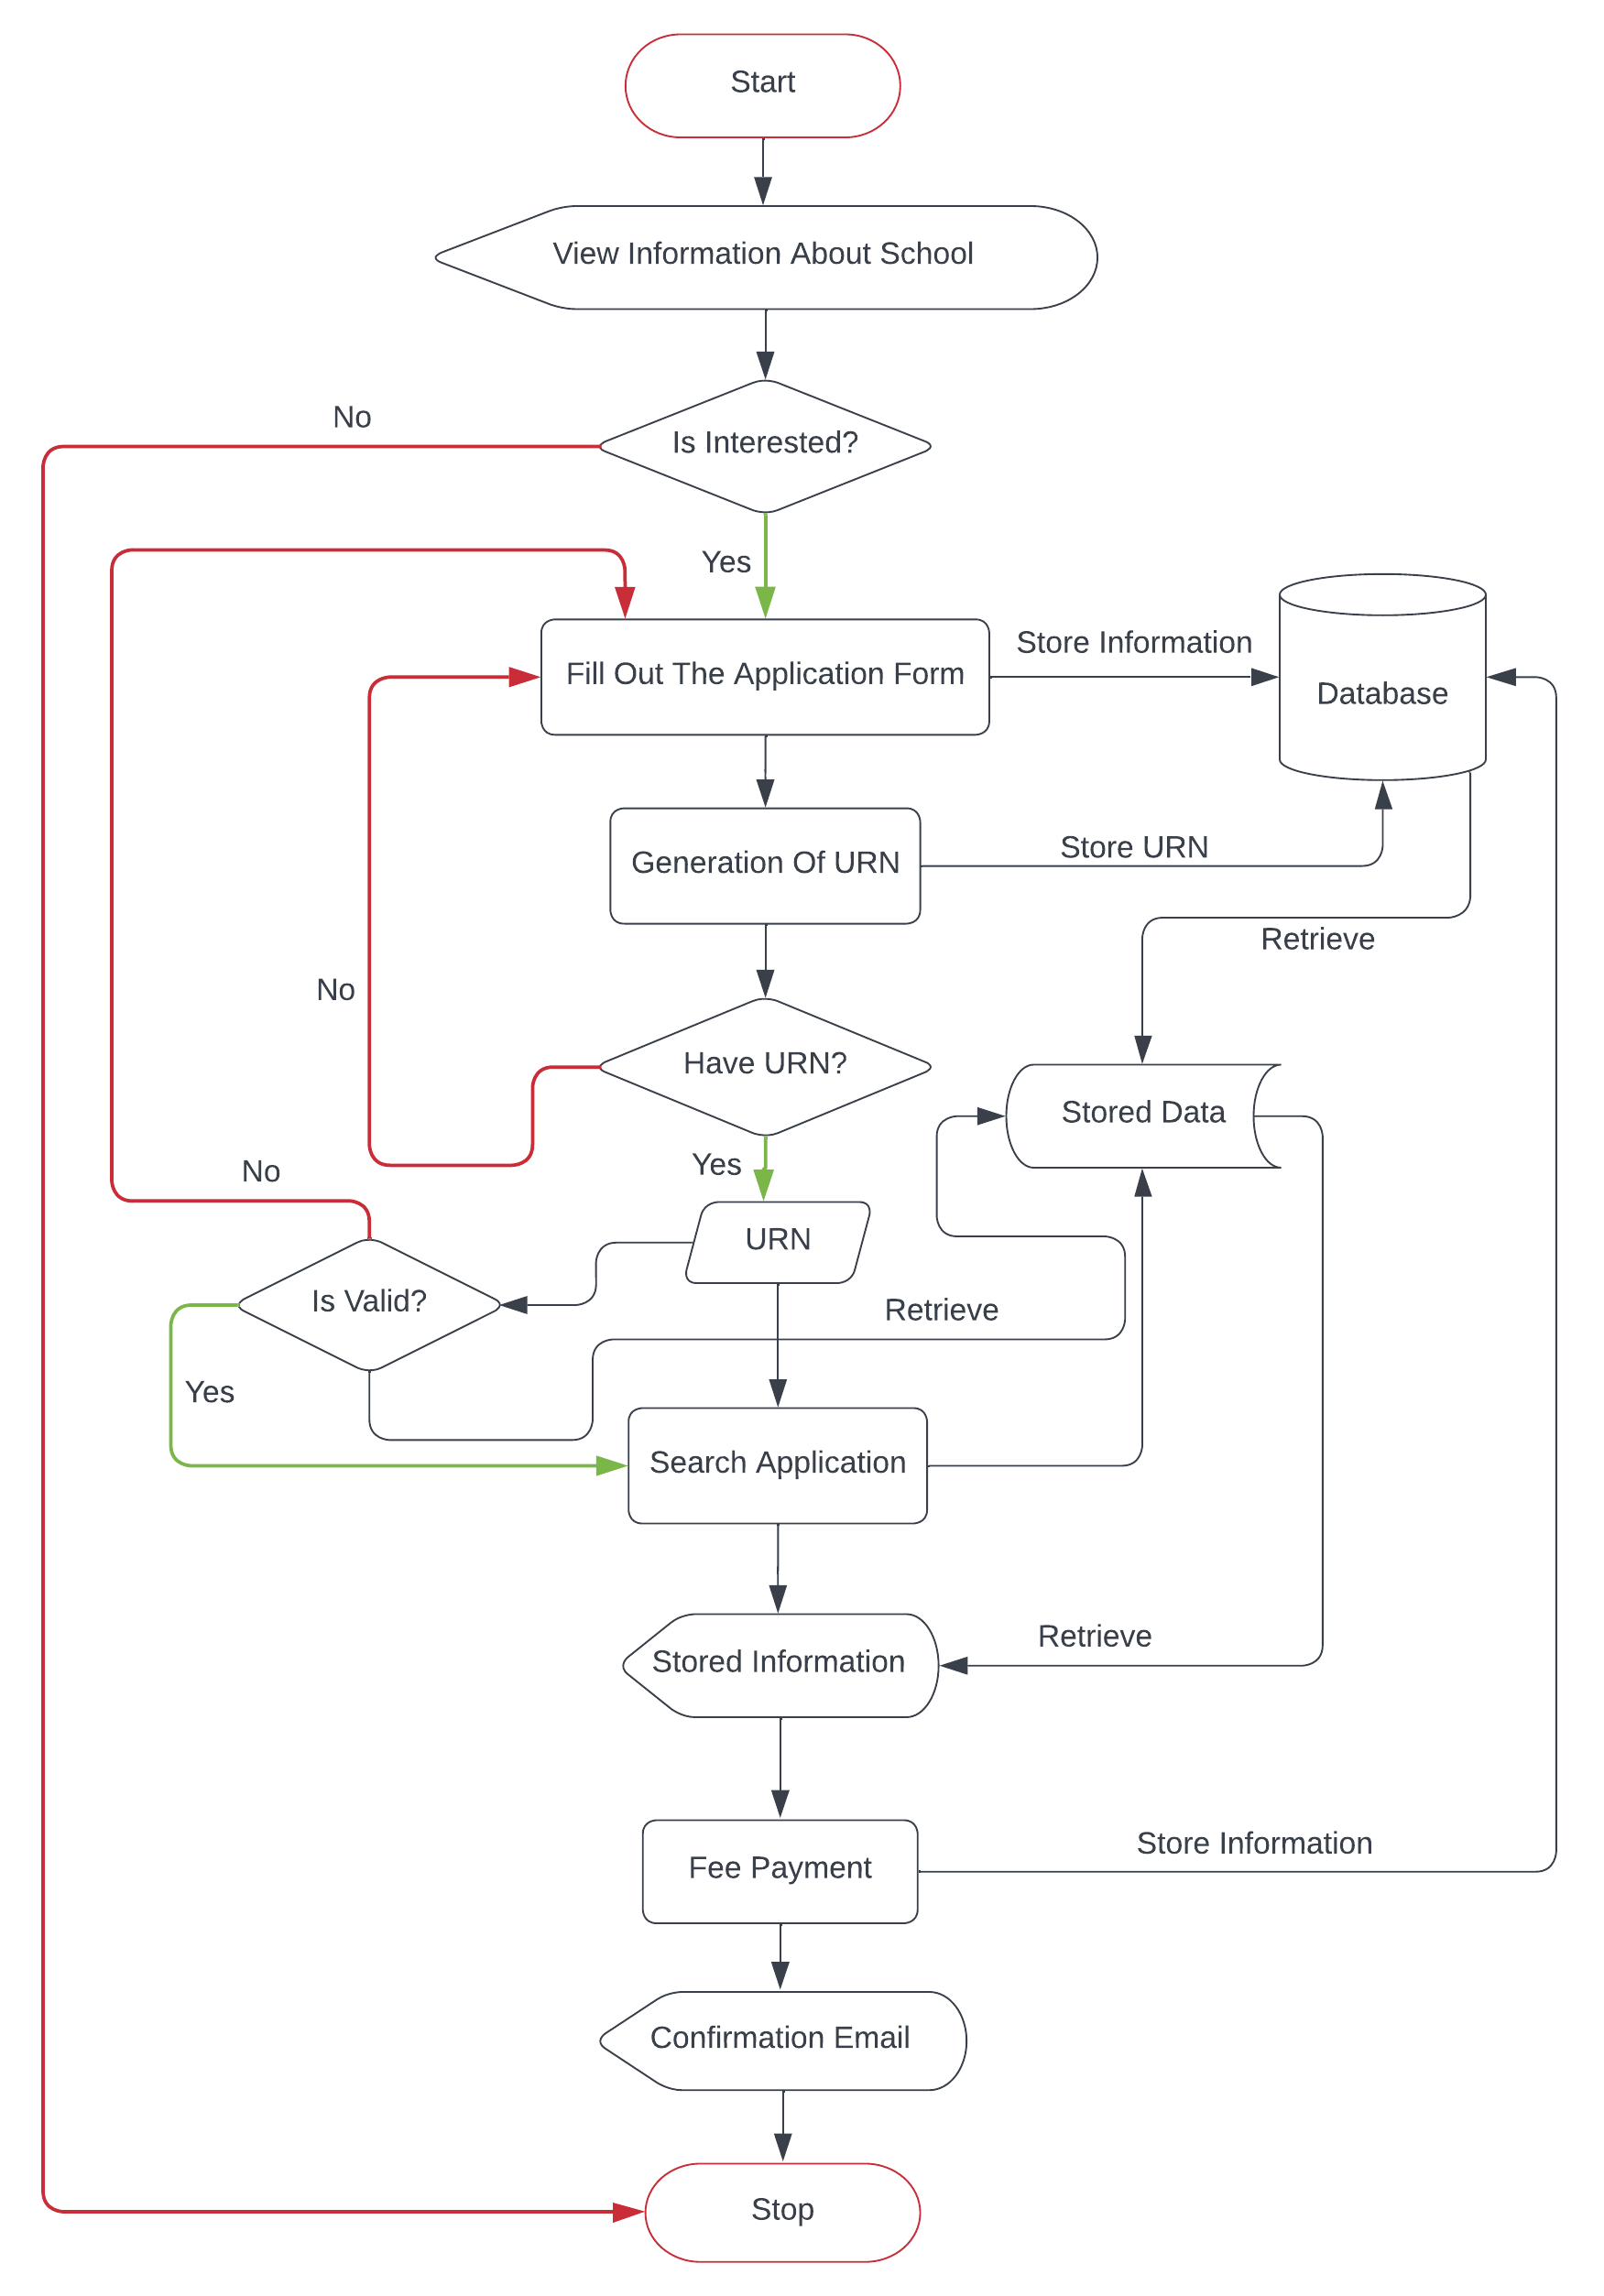 Start
View Information About School
No
Is Interested?
Yes
Store Information
Fill Out The Application Form
Database
Store URN
Generation Of URN
Retrieve
No
Have URN?
Stored Data
Yes
No
URN
Is Valid?
Retrieve
Yes
Search Application
Retrieve
Stored Information
Store Information
Fee Payment
Confirmation Email
Stop